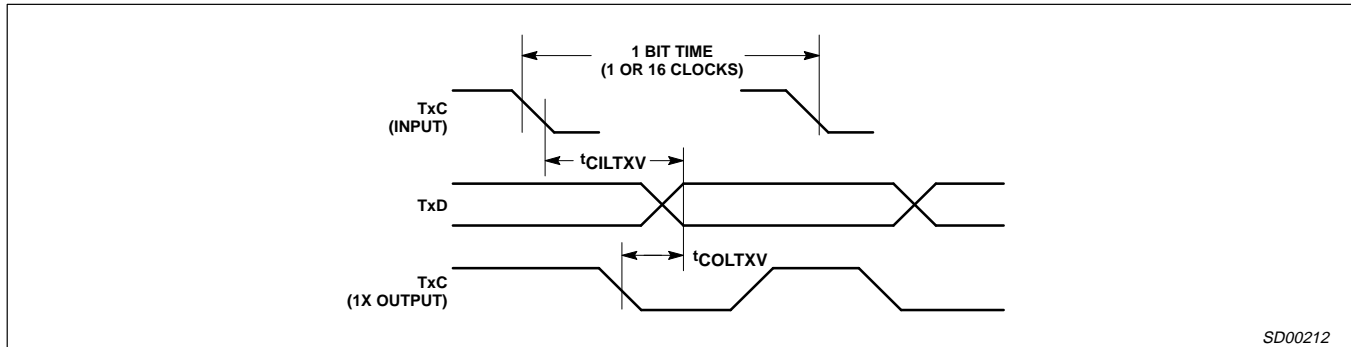 1 BIT TIME
(1 OR 16 CLOCKS)
TxC
(INPUT)
tCILTXV
TxD
tCOLTXV
TxC
(1X OUTPUT)
SD00212